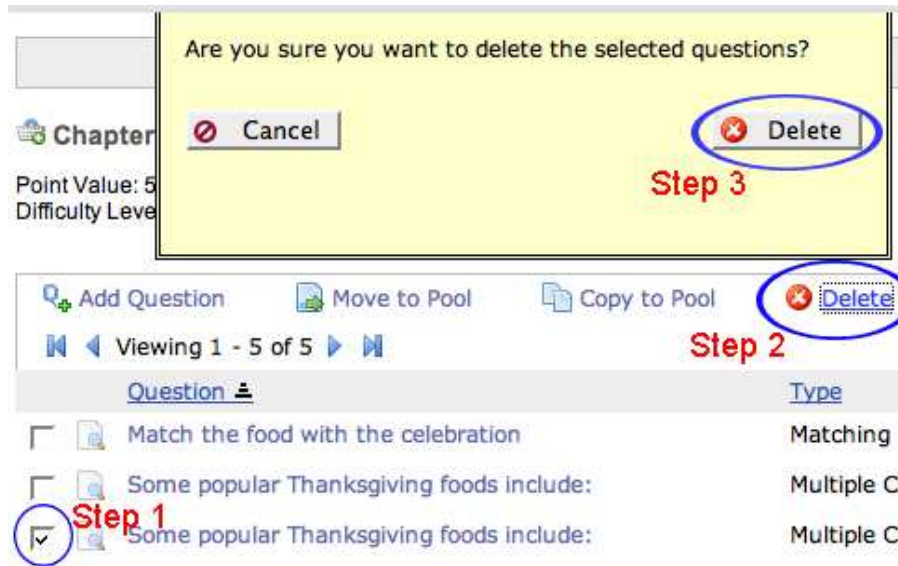 Are you sure you want to delete the selected questions?
Cancel
Delete
Step 3
Chapter
Point Value: 5
Difficulty Leve
Add Question
Move to Pool
Copy to Pool
Delete
Viewing 1 - 5 of 5
Step 2
Question
Type
Match the food with the celebration
Matching
Some popular Thanksgiving foods include:
Multiple C
Step 1
Some popular Thanksgiving foods include:
Multiple C